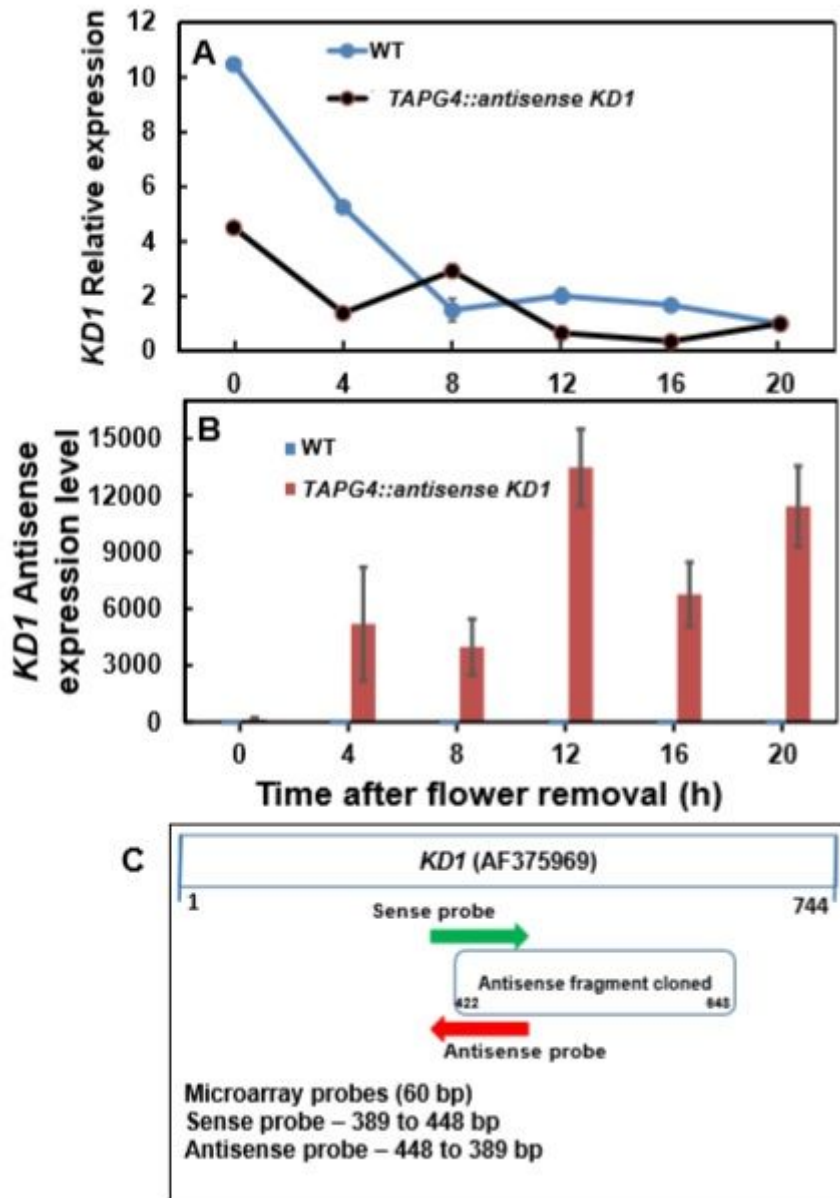 A
WT
TAPG4::antisense KD1
KD1 Relative expression
12
10
8
6
4
2
0
0 4 8 12 16 20
B
WT
TAPG4::antisense KD1
KD1 Antisense
expression level
15000
12000
9000
6000
3000
0
0 4 8 12 16 20
Time after flower removal (h)
C
KD1 (AF375969)
1 744
Sense probe
Antisense fragment cloned
422 648
Antisense probe
Microarray probes (60 bp)
Sense probe – 389 to 448 bp
Antisense probe – 448 to 389 bp